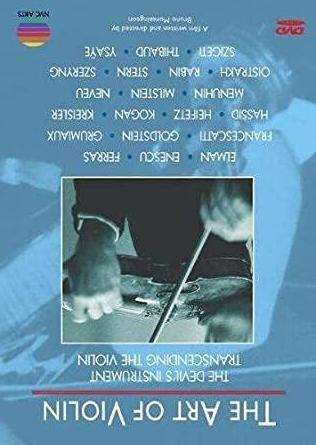 THE ART OF VIOLIN
THE DEVIL'S INSTRUMENT
TRANSCENDING THE VIOLIN
ELMAN • ENESCU • FERRAS
FRANCESCATTI • GOLDSTEIN • GRUMIAUX
HASSID • HEIFETZ • KOGAN • KREISLER
MENUHIN • MILSTEIN • NEVEU
OISTRAKH • RABIN • STERN • SZERYNG
SZIGETI • THIBAUD • YSAŸE
A film written and directed by
Bruno Monsaingeon
DVD
NVC ARTS